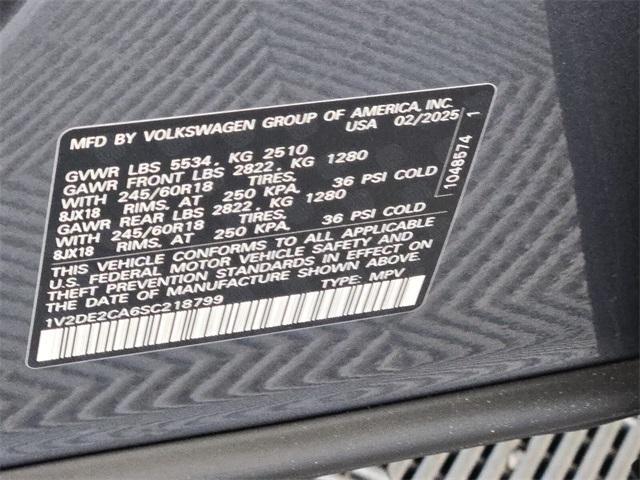 MFD BY VOLKSWAGEN GROUP OF AMERICA, INC.
USA 02/2025
GVWR LBS 5534. KG 2510
GAWR FRONT LBS 2822. KG 1280
WITH 245/60R18 TIRES.
8JX18 RIMS. AT 250 KPA. 36 PSI COLD
GAWR REAR LBS 2822. KG 1280
WITH 245/60R18 TIRES.
8JX18 RIMS. AT 250 KPA. 36 PSI COLD
THIS VEHICLE CONFORMS TO ALL APPLICABLE
U.S. FEDERAL MOTOR VEHICLE SAFETY AND
THEFT PREVENTION STANDARDS IN EFFECT ON
THE DATE OF MANUFACTURE SHOWN ABOVE.
1V2DE2CA6SC218799 TYPE: MPV
1048574 1